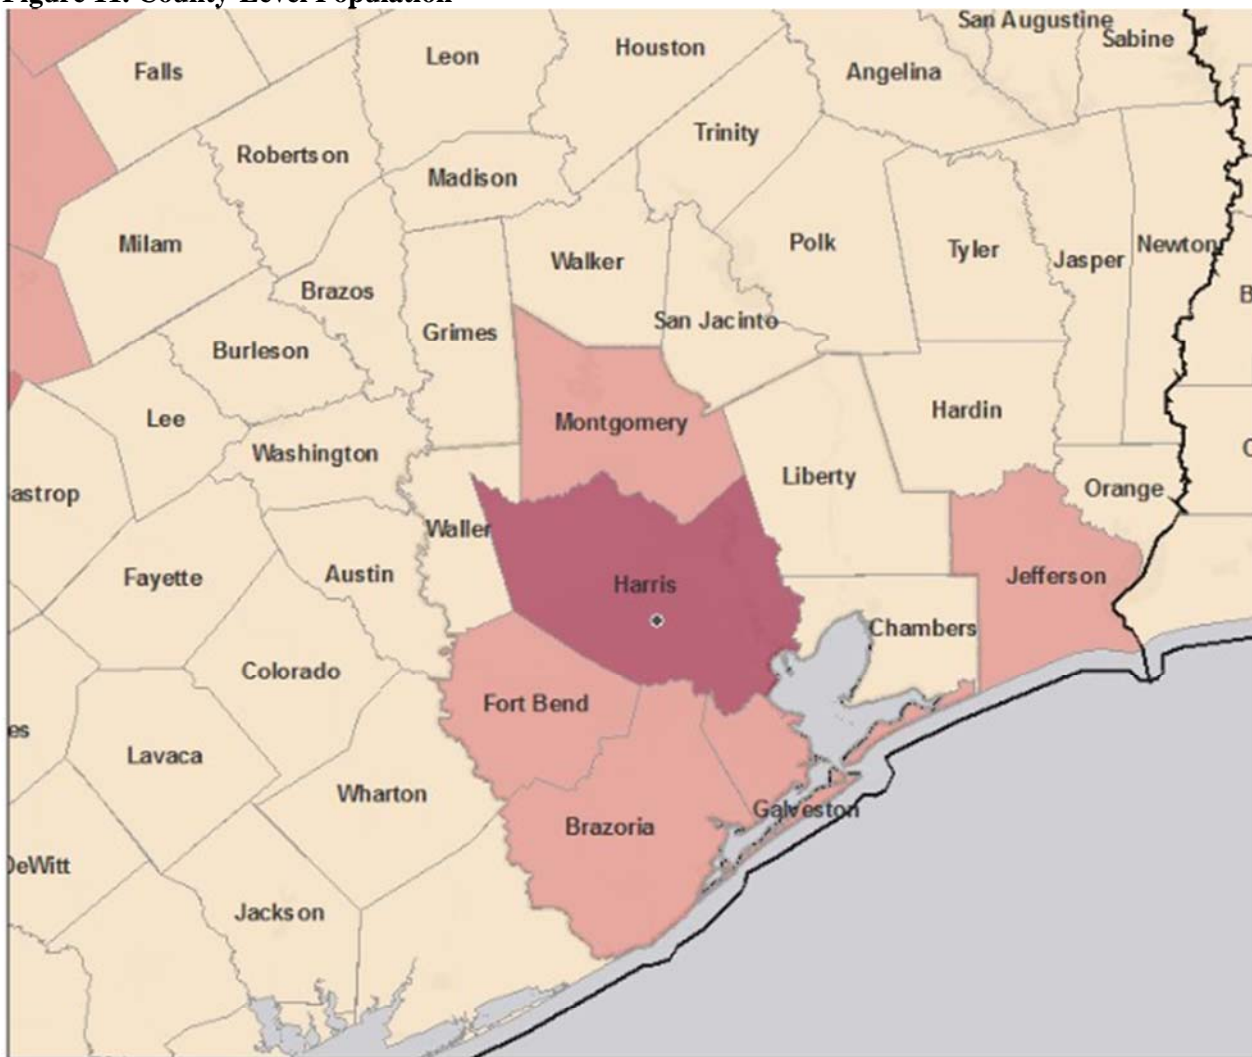 Figure 11: County-Level Population
San Augustine
Sabine
Houston
Leon
Falls
Angelina
Trinity
Robertson
Madison
Milam
Polk
Newton
Tyler
Jasper
Walker
Brazos
B
San Jacinto
Grimes
Burleson
Hardin
Lee
Montgomery
Washington
Liberty
Orange
astrop
Waller
Austin
Jefferson
Fayette
Harris
Chambers
Colorado
Fort Bend
es
Lavaca
Wharton
Galveston
Brazoria
DeWitt
Jackson